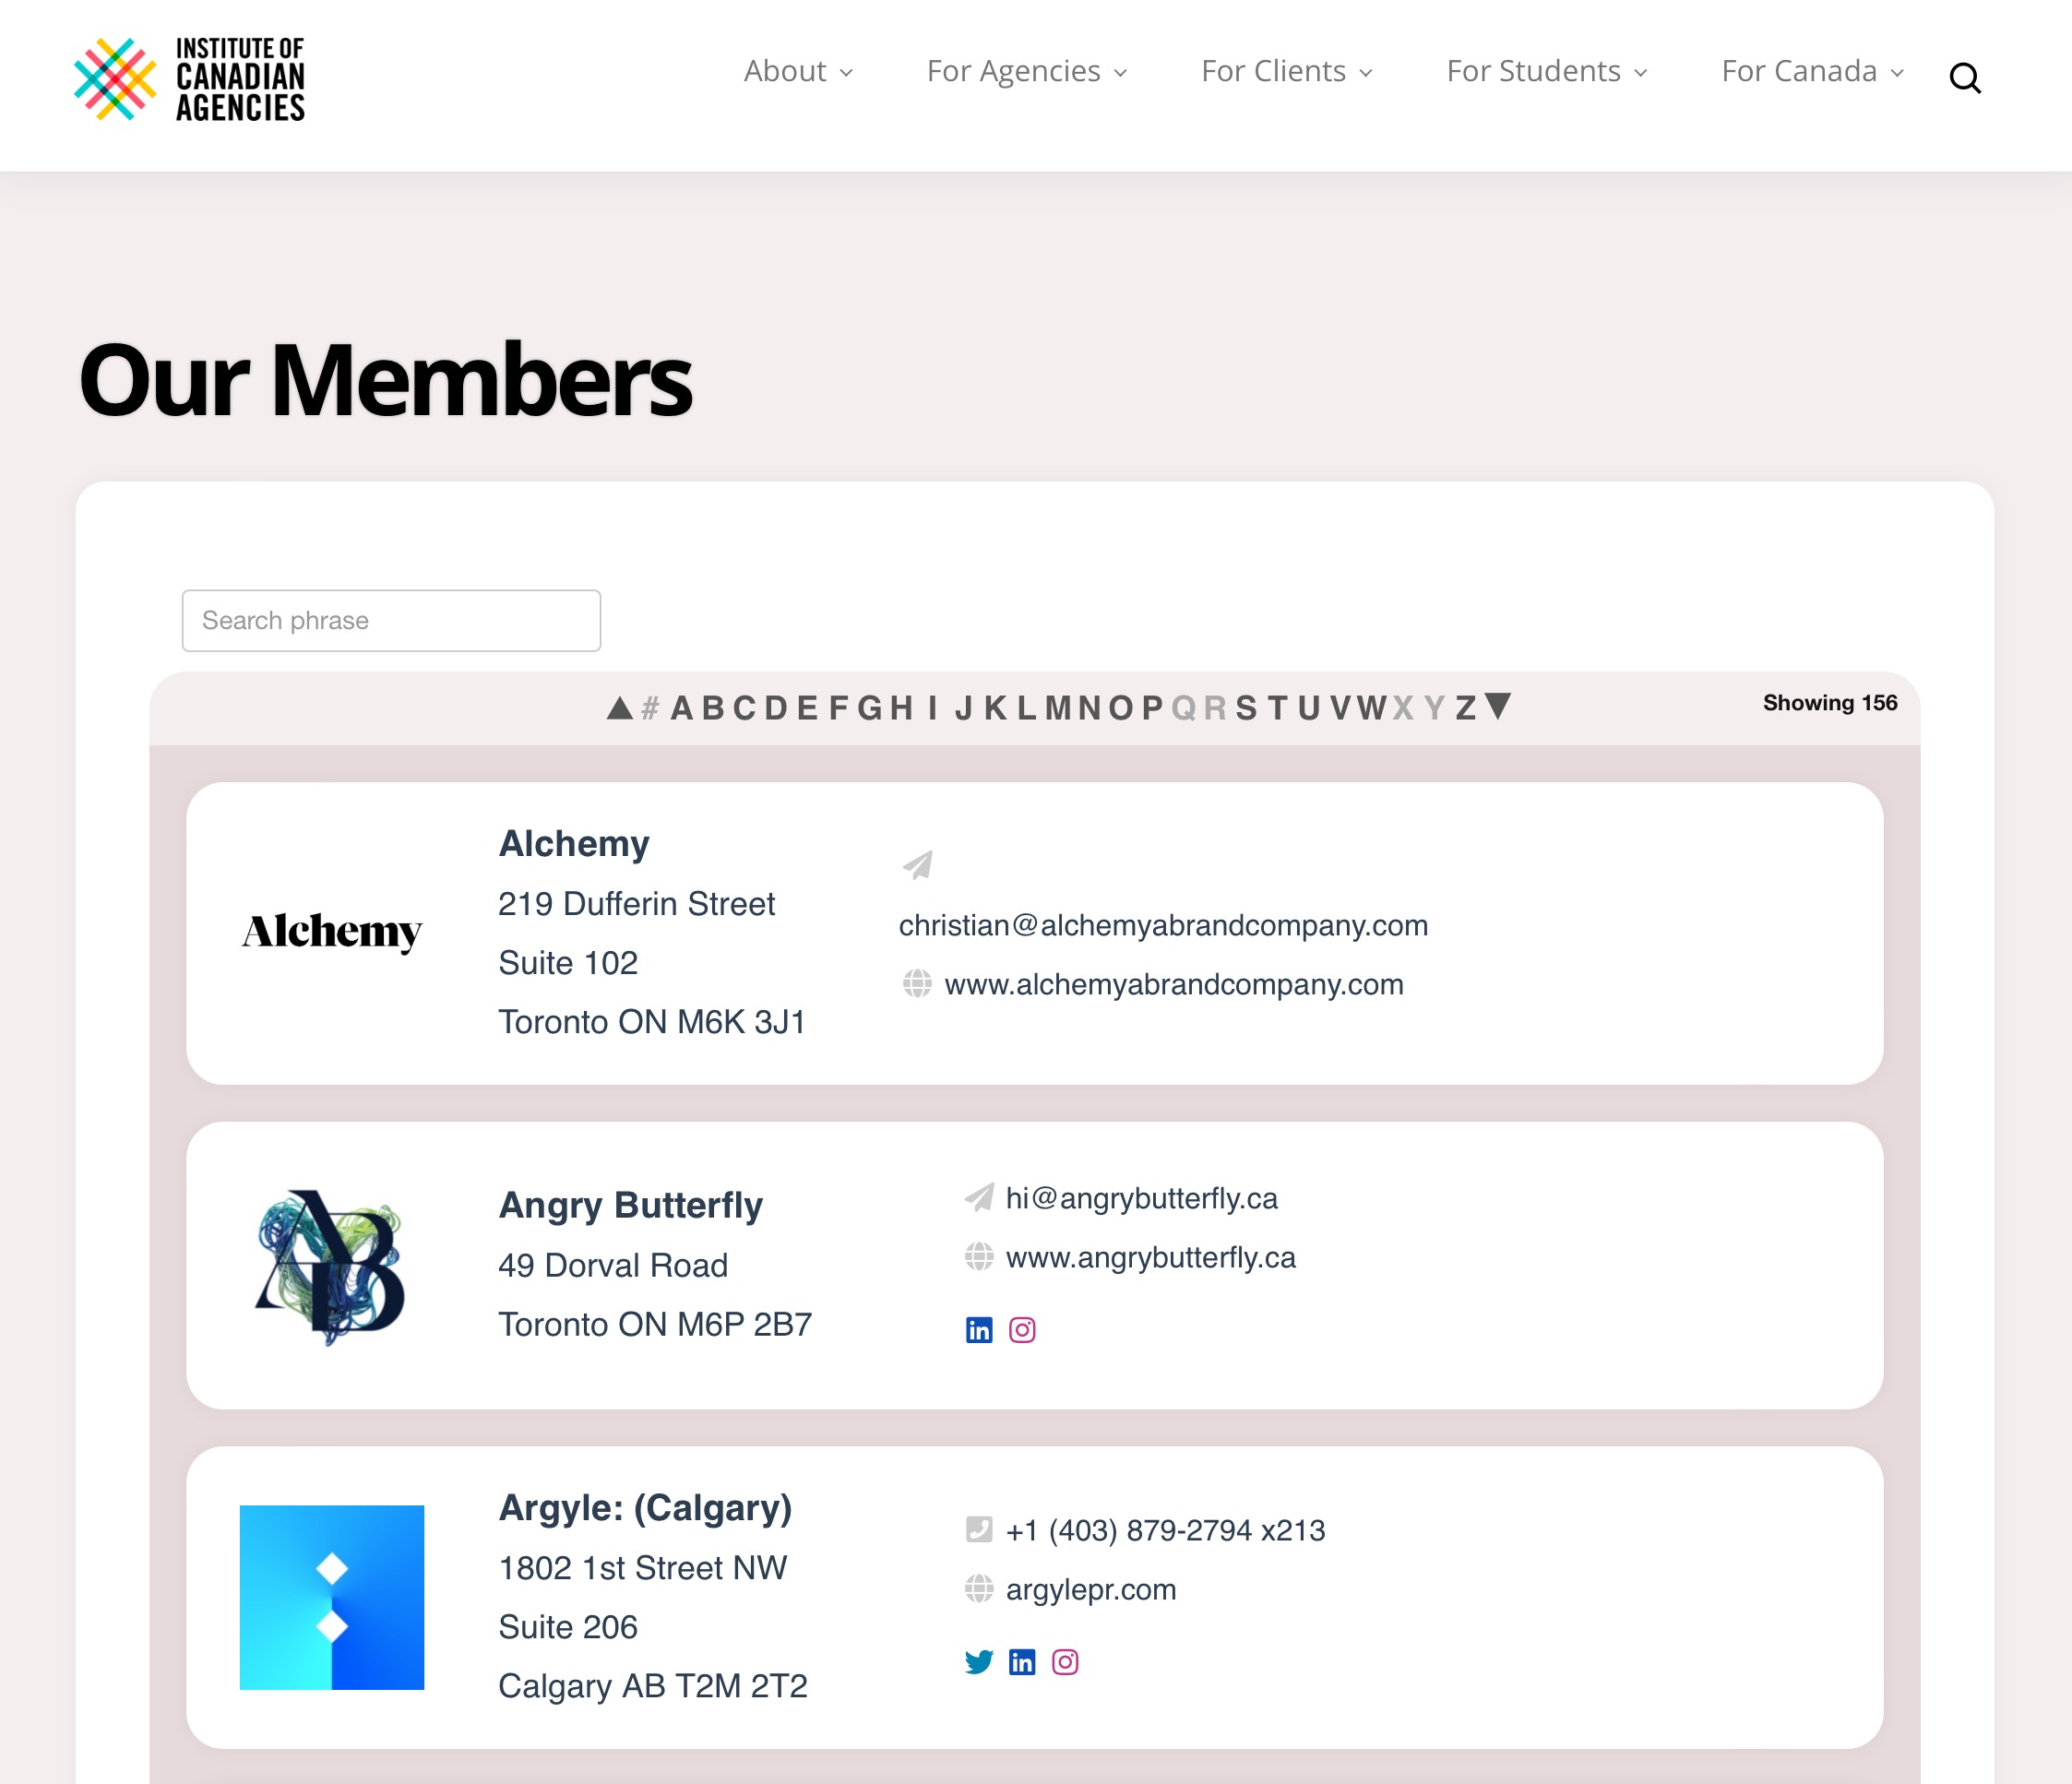 INSTITUTE OF
CANADIAN
AGENCIES
About
For Agencies
For Clients
For Students
For Canada
Our Members
Search phrase
▲ # A B C D E F G H I J K L M N O P Q R S T U V W X Y Z ▼
Showing 156
Alchemy
Alchemy
219 Dufferin Street
Suite 102
Toronto ON M6K 3J1
christian@alchemyabrandcompany.com
www.alchemyabrandcompany.com
AB
Angry Butterfly
49 Dorval Road
Toronto ON M6P 2B7
hi@angrybutterfly.ca
www.angrybutterfly.ca
in
Argyle: (Calgary)
1802 1st Street NW
Suite 206
Calgary AB T2M 2T2
+1 (403) 879-2794 x213
argylepr.com
in